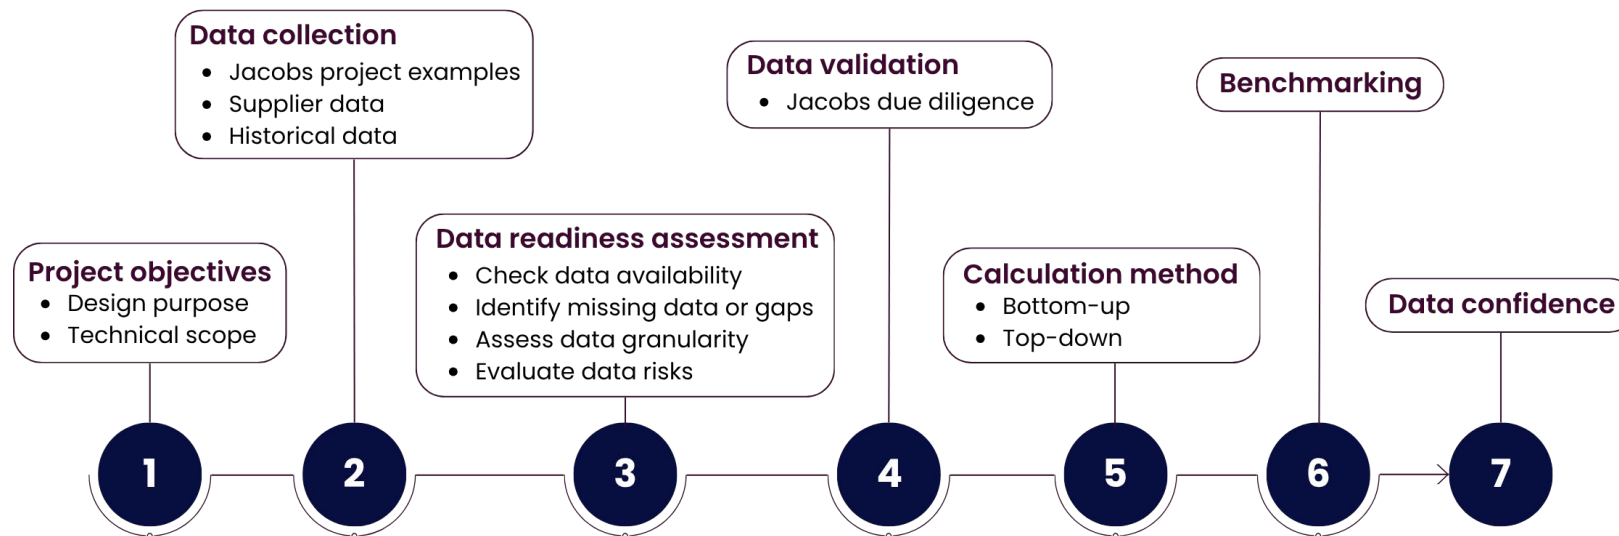 Project objectives
• Design purpose
• Technical scope
1
Data collection
• Jacobs project examples
• Supplier data
• Historical data
2
Data readiness assessment
• Check data availability
• Identify missing data or gaps
• Assess data granularity
• Evaluate data risks
3
Data validation
• Jacobs due diligence
4
Calculation method
• Bottom-up
• Top-down
5
Benchmarking
6
Data confidence
7